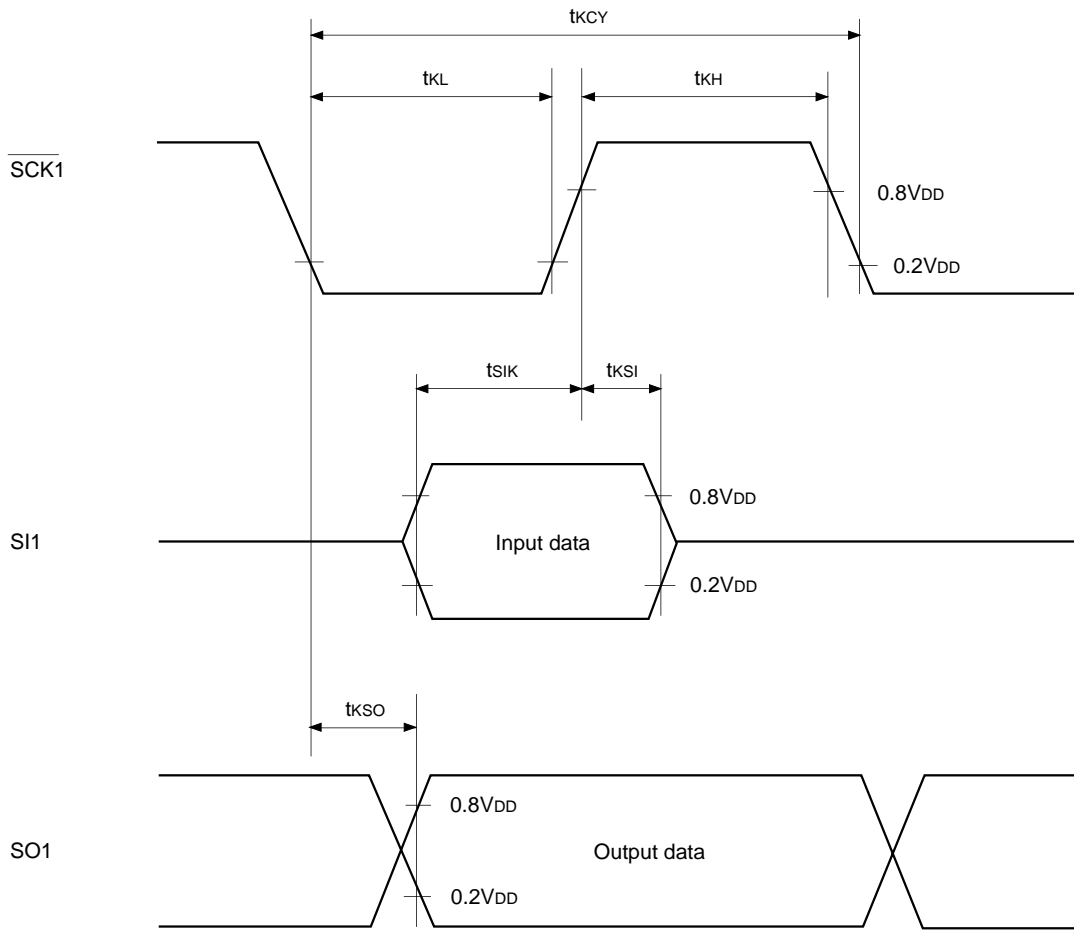 tKCY
tKL
tKH
SCK1
0.8VDD
0.2VDD
tSIK
tKSI
0.8VDD
SI1
Input data
0.2VDD
tKSO
0.8VDD
SO1
Output data
0.2VDD